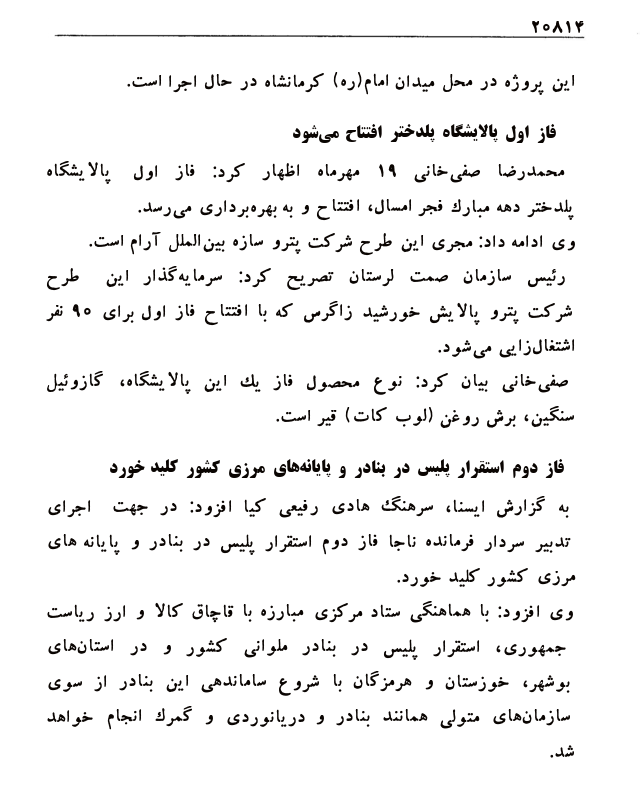 ۲۰۸۱۴
این پروژه در محل میدان امام(ره) کرمانشاه در حال اجرا است.
فاز اول پالایشگاه پلدختر افتتاح می‌شود
محمدرضا صفی‌خانی ۱۹ مهرماه اظهار کرد: فاز اول پالایشگاه
پلدختر دهه مبارک فجر امسال، افتتاح و به بهره‌برداری می‌رسد.
وی ادامه داد: مجری این طرح شرکت پترو سازه بین‌الملل آرام است.
رئیس سازمان صمت لرستان تصریح کرد: سرمایه‌گذار این طرح
شرکت پترو پالایش خورشید زاگرس که با افتتاح فاز اول برای ۹۰ نفر
اشتغال‌زایی می‌شود.
صفی‌خانی بیان کرد: نوع محصول فاز یک این پالایشگاه، گازوئیل
سنگین، برش روغن (لوب کات) قیر است.
فاز دوم استقرار پلیس در بنادر و پایانه‌های مرزی کشور کلید خورد
به گزارش ایسنا، سرهنگ هادی رفیعی کیا افزود: در جهت اجرای
تدبیر سردار فرمانده ناجا فاز دوم استقرار پلیس در بنادر و پایانه های
مرزی کشور کلید خورد.
وی افزود: با هماهنگی ستاد مرکزی مبارزه با قاچاق کالا و ارز ریاست
جمهوری، استقرار پلیس در بنادر ملوانی کشور و در استان‌های
بوشهر، خوزستان و هرمزگان با شروع ساماندهی این بنادر از سوی
سازمان‌های متولی همانند بنادر و دریانوردی و گمرک انجام خواهد
شد.